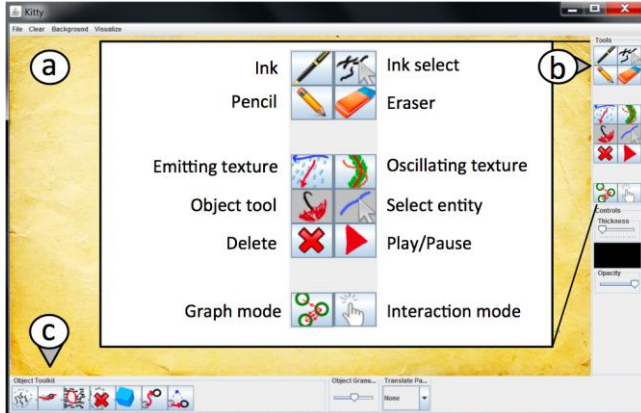 Kitty
File Clear Background Visualize
a
Ink
Ink select
Pencil
Eraser
Emitting texture
Oscillating texture
Object tool
Select entity
Delete
Play/Pause
Graph mode
Interaction mode
b
Tools
Controls
Thickness
Opacity
c
Object Toolkit
Object Granu...
Translate Pa...
None